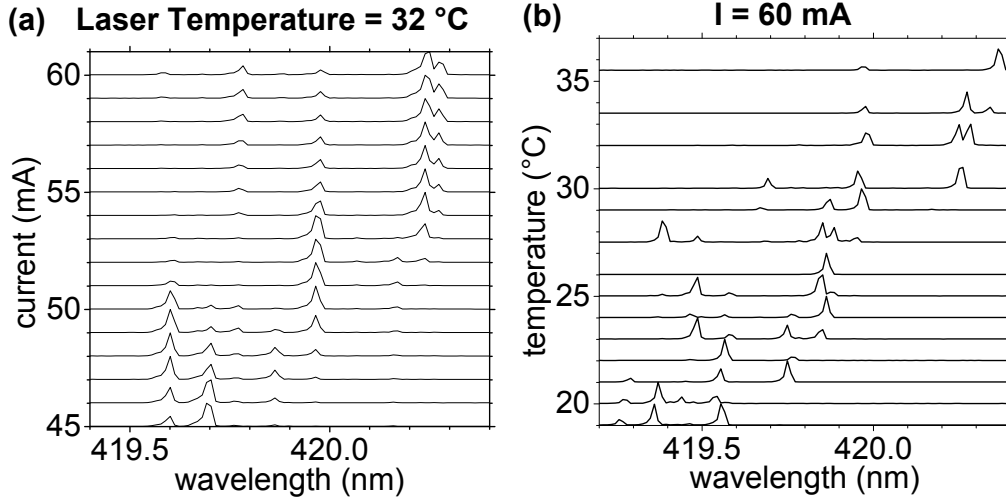 (a) Laser Temperature = 32 °C
60
55
50
45
current (mA)
419.5 420.0
wavelength (nm)
(b) I = 60 mA
35
30
25
20
temperature (°C)
419.5 420.0
wavelength (nm)